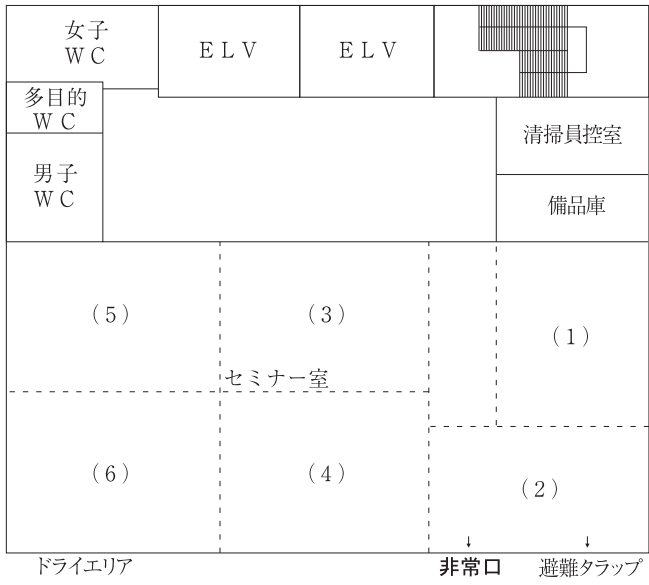 女子
WC
ELV
ELV
多目的
WC
清掃員控室
男子
WC
備品庫
(5)
(3)
(1)
セミナー室
(6)
(4)
(2)
ドライエリア
非常口
避難タラップ